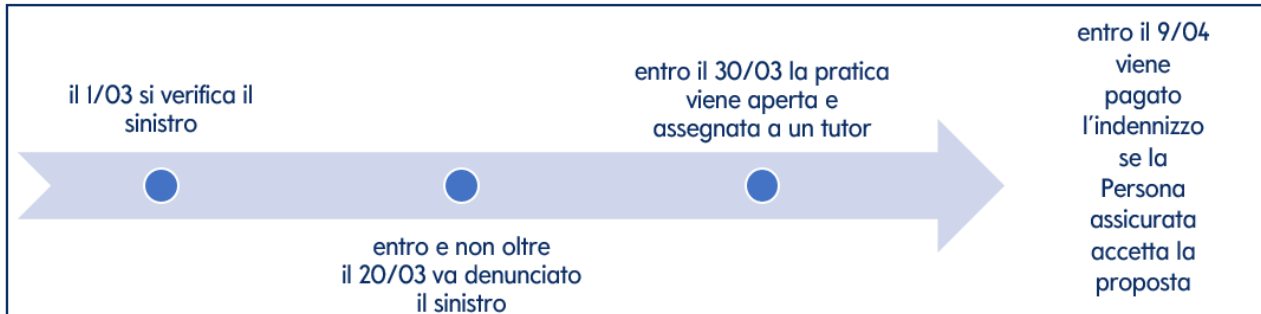 il 1/03 si verifica il
sinistro
entro e non oltre
il 20/03 va denunciato
il sinistro
entro il 30/03 la pratica
viene aperta e
assegnata a un tutor
entro il 9/04
viene
pagato
l'indennizzo
se la
Persona
assicurata
accetta la
proposta